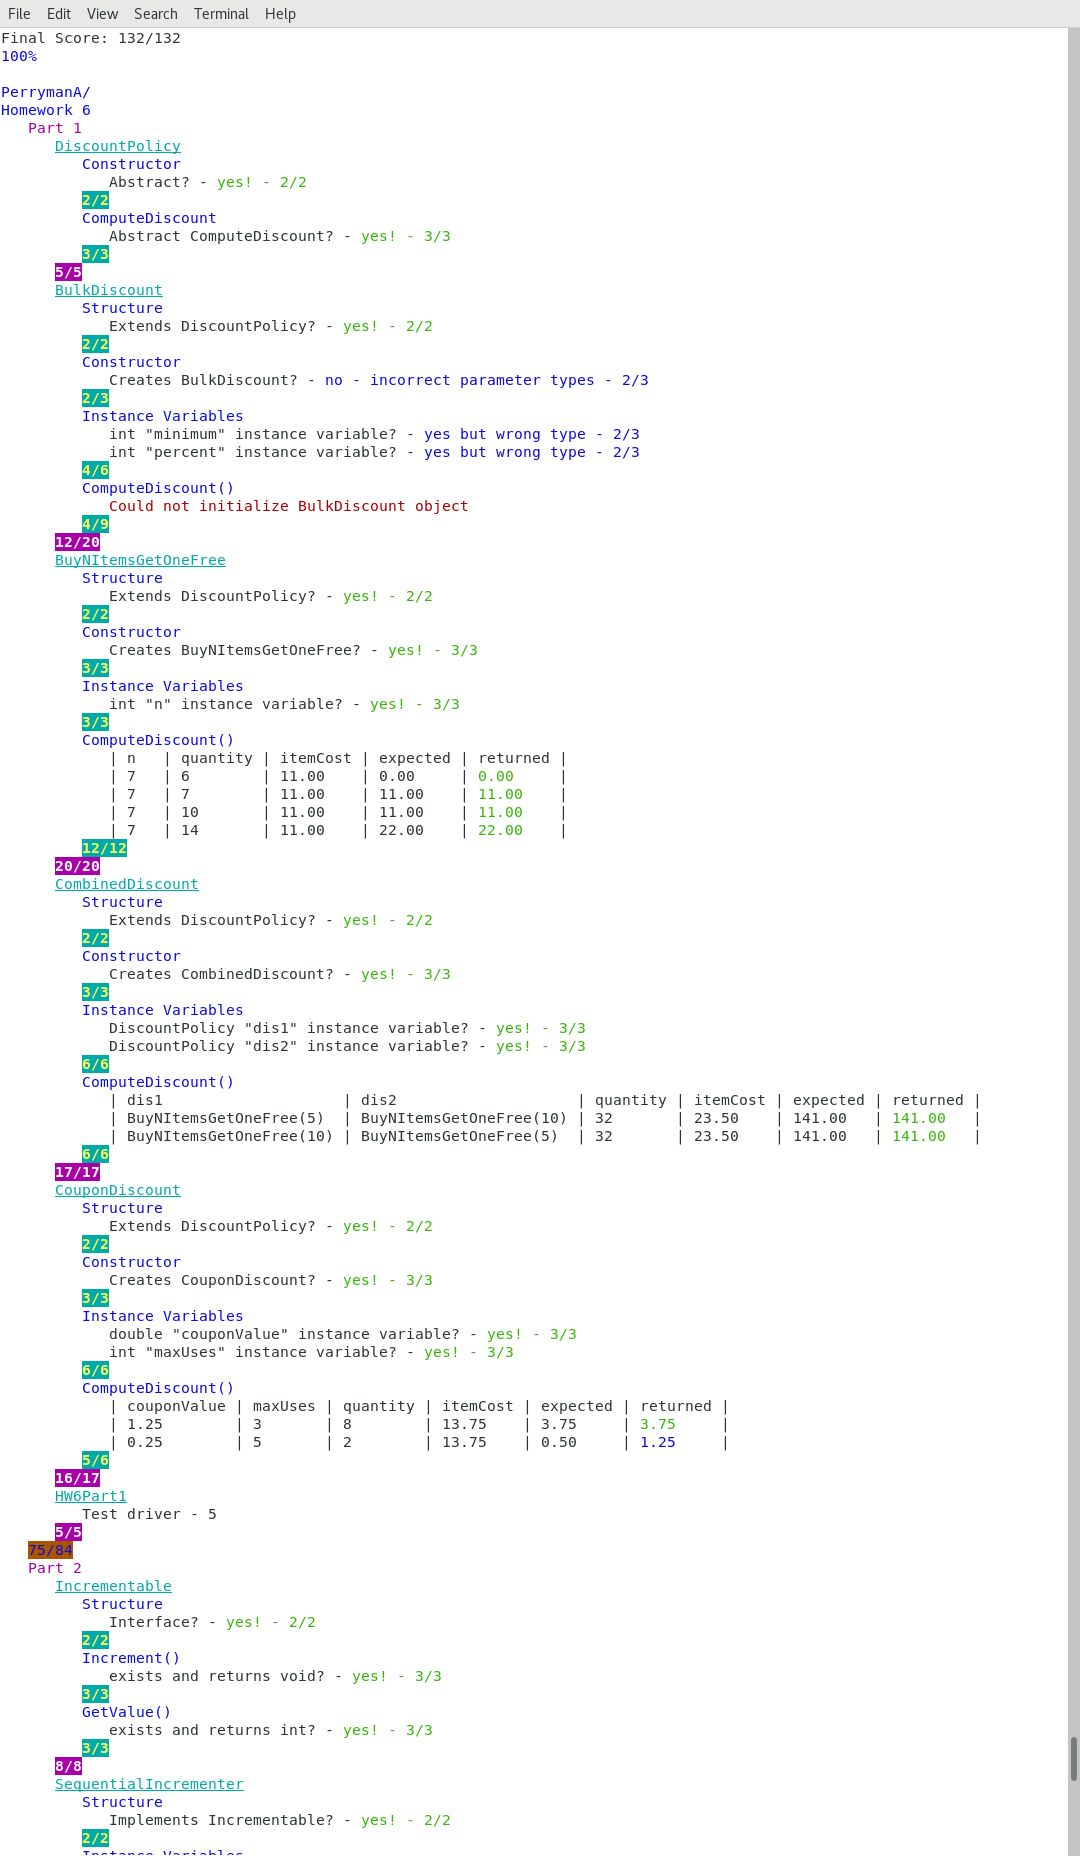 File Edit View Search Terminal Help
Final Score: 132/132
100%
PerrymanA/
Homework 6
Part 1
DiscountPolicy
Constructor
Abstract? - yes! - 2/2
2/2
ComputeDiscount
Abstract ComputeDiscount? - yes! - 3/3
3/3
5/5
BulkDiscount
Structure
Extends DiscountPolicy? - yes! - 2/2
2/2
Constructor
Creates BulkDiscount? - no - incorrect parameter types - 2/3
2/3
Instance Variables
int "minimum" instance variable? - yes but wrong type - 2/3
int "percent" instance variable? - yes but wrong type - 2/3
4/6
ComputeDiscount()
Could not initialize BulkDiscount object
4/9
12/20
BuyNItemsGetOneFree
Structure
Extends DiscountPolicy? - yes! - 2/2
2/2
Constructor
Creates BuyNItemsGetOneFree? - yes! - 3/3
3/3
Instance Variables
int "n" instance variable? - yes! - 3/3
3/3
ComputeDiscount()
| n | quantity | itemCost | expected | returned |
| 7 | 6 | 11.00 | 0.00 | 0.00 |
| 7 | 7 | 11.00 | 11.00 | 11.00 |
| 7 | 10 | 11.00 | 11.00 | 11.00 |
| 7 | 14 | 11.00 | 22.00 | 22.00 |
12/12
20/20
CombinedDiscount
Structure
Extends DiscountPolicy? - yes! - 2/2
2/2
Constructor
Creates CombinedDiscount? - yes! - 3/3
3/3
Instance Variables
DiscountPolicy "dis1" instance variable? - yes! - 3/3
DiscountPolicy "dis2" instance variable? - yes! - 3/3
6/6
ComputeDiscount()
| dis1 | dis2 | quantity | itemCost | expected | returned |
| BuyNItemsGetOneFree(5) | BuyNItemsGetOneFree(10) | 32 | 23.50 | 141.00 | 141.00 |
| BuyNItemsGetOneFree(10) | BuyNItemsGetOneFree(5) | 32 | 23.50 | 141.00 | 141.00 |
6/6
17/17
CouponDiscount
Structure
Extends DiscountPolicy? - yes! - 2/2
2/2
Constructor
Creates CouponDiscount? - yes! - 3/3
3/3
Instance Variables
double "couponValue" instance variable? - yes! - 3/3
int "maxUses" instance variable? - yes! - 3/3
6/6
ComputeDiscount()
| couponValue | maxUses | quantity | itemCost | expected | returned |
| 1.25 | 3 | 8 | 13.75 | 3.75 | 3.75 |
| 0.25 | 5 | 2 | 13.75 | 0.50 | 1.25 |
5/6
16/17
HW6Part1
Test driver - 5
5/5
75/84
Part 2
Incrementable
Structure
Interface? - yes! - 2/2
2/2
Increment()
exists and returns void? - yes! - 3/3
3/3
GetValue()
exists and returns int? - yes! - 3/3
3/3
8/8
SequentialIncrementer
Structure
Implements Incrementable? - yes! - 2/2
2/2
Instance Variables